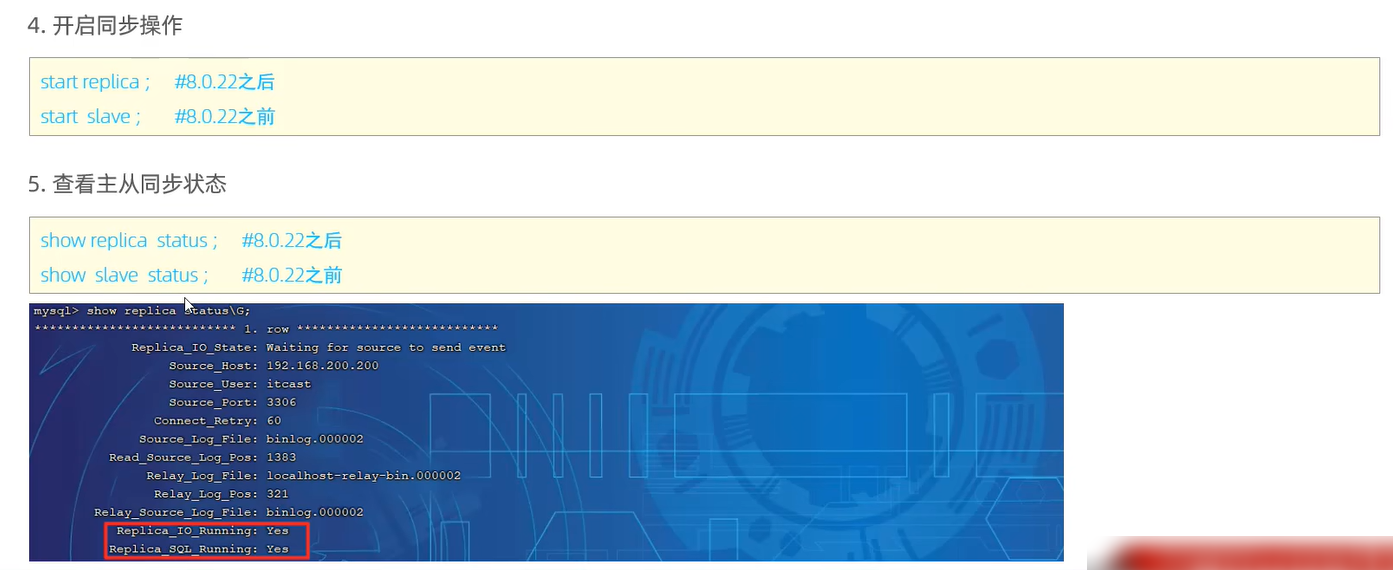 4. 开启同步操作
start replica ; #8.0.22之后
start slave ; #8.0.22之前
5. 查看主从同步状态
show replica status ; #8.0.22之后
show slave status ; #8.0.22之前
mysql> show replica status\G;
*************************** 1. row ***************************
Replica_IO_State: Waiting for source to send event
Source_Host: 192.168.200.200
Source_User: itcast
Source_Port: 3306
Connect_Retry: 60
Source_Log_File: binlog.000002
Read_Source_Log_Pos: 1383
Relay_Log_File: localhost-relay-bin.000002
Relay_Log_Pos: 321
Relay_Source_Log_File: binlog.000002
Replica_IO_Running: Yes
Replica_SQL_Running: Yes